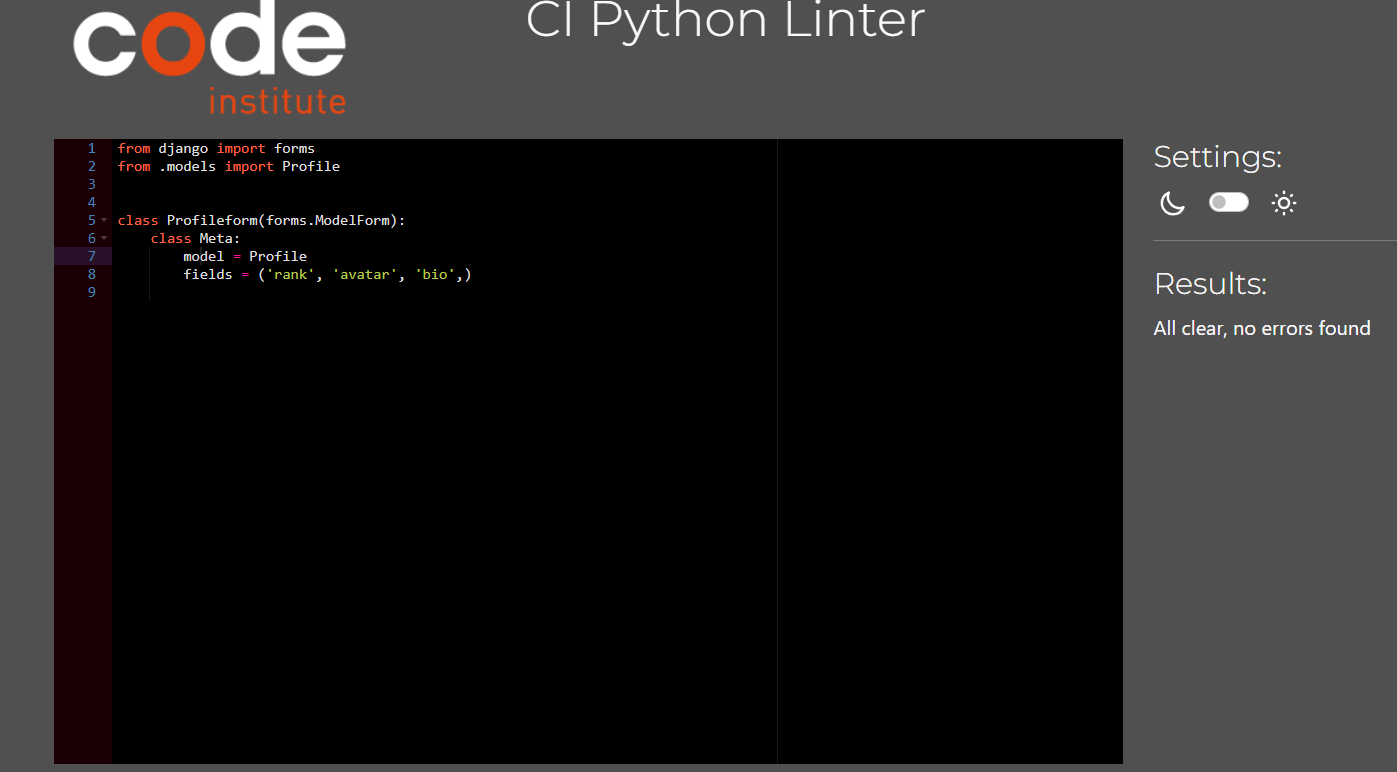 code
institute
CI Python Linter
1 from django import forms
2 from .models import Profile
3
4
5 class Profileform(forms.ModelForm):
6     class Meta:
7         model = Profile
8         fields = ('rank', 'avatar', 'bio',)
9
Settings:
Results:
All clear, no errors found